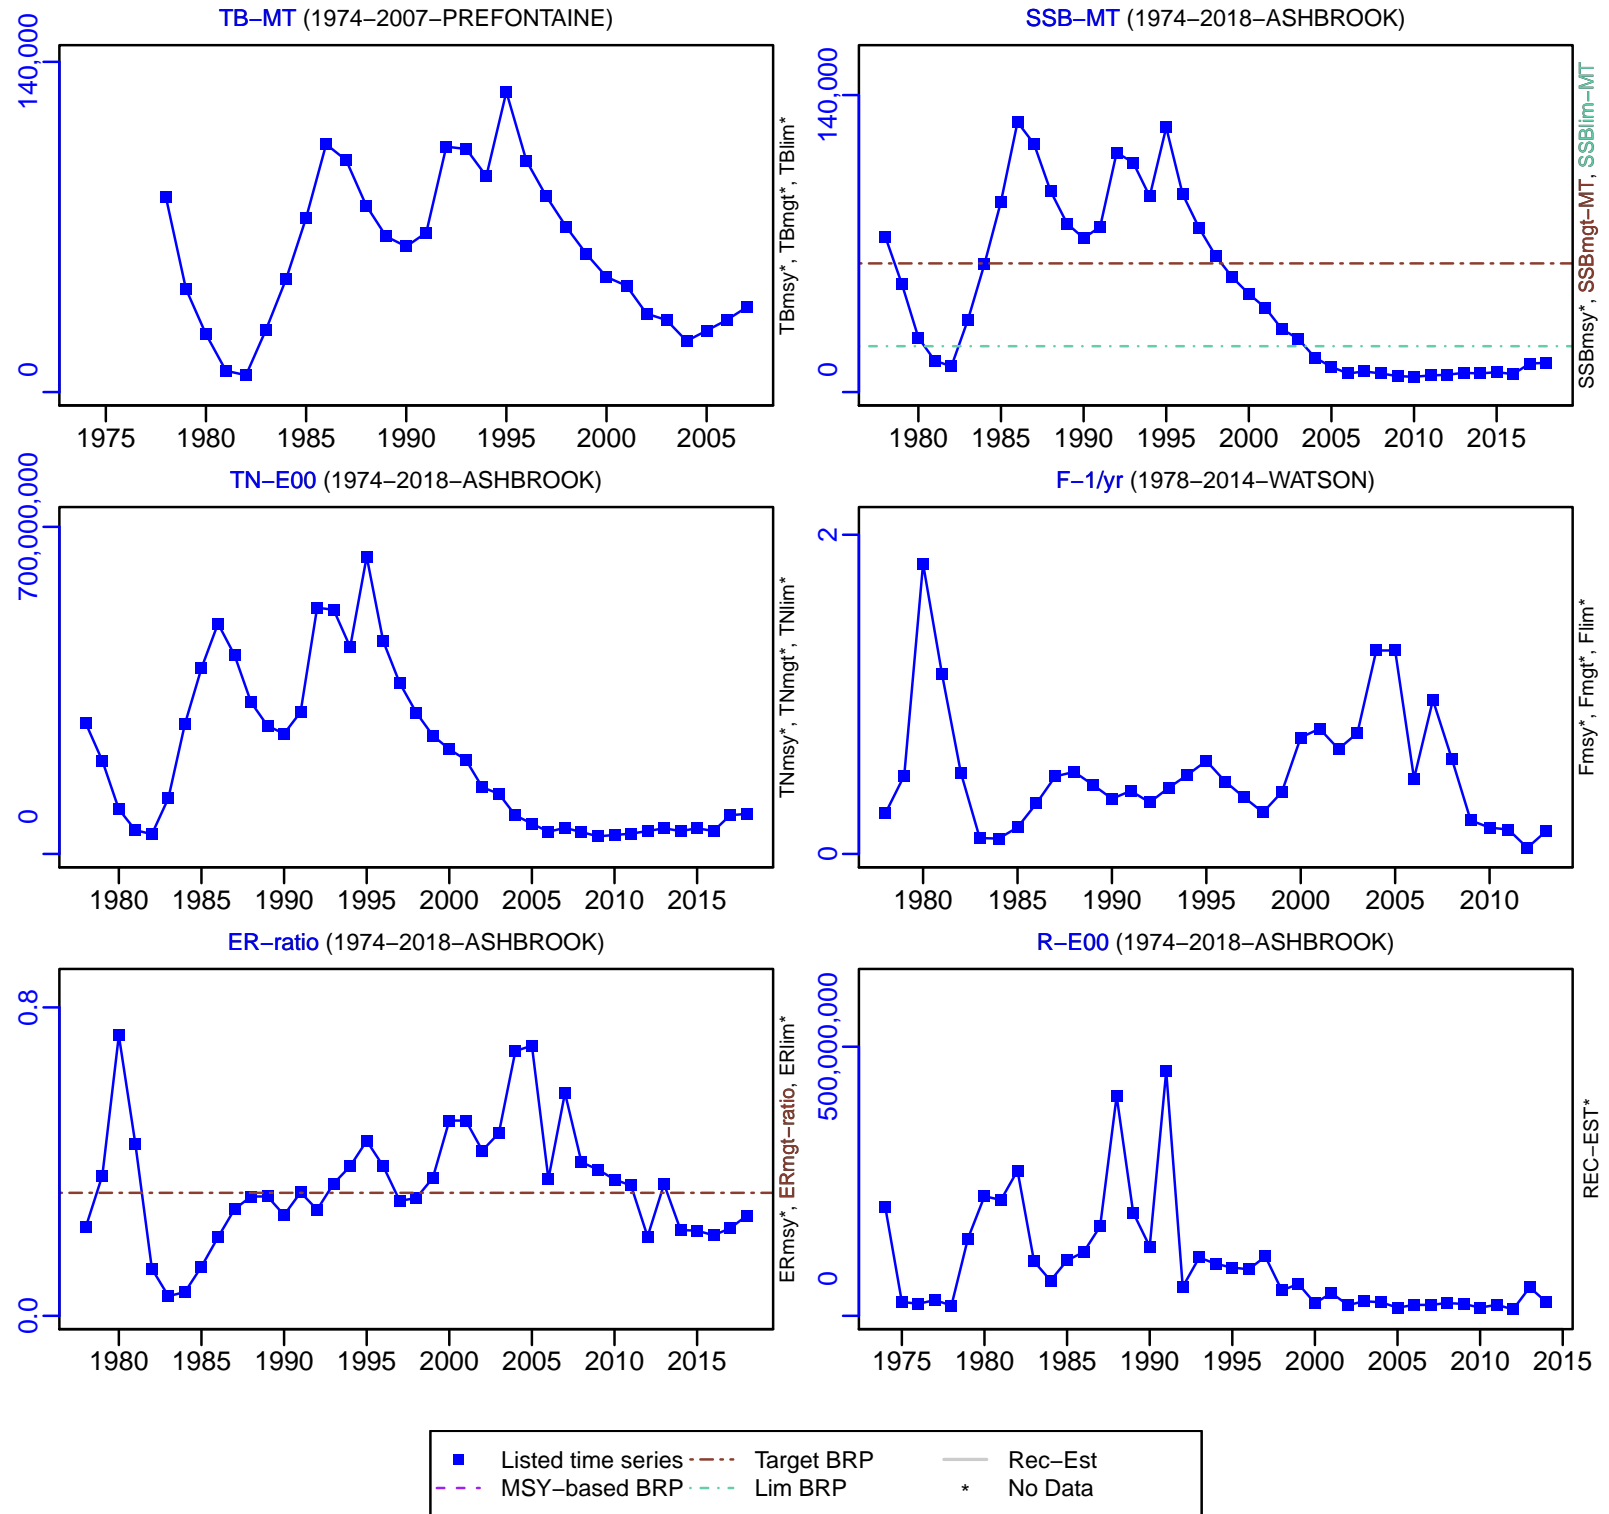 TB−MT (1974−2007−PREFONTAINE)
140,000
0
1975 1980 1985 1990 1995 2000 2005
TBmsy*, TBmgt*, TBlim*
SSB−MT (1974−2018−ASHBROOK)
140,000
0
1980 1985 1990 1995 2000 2005 2010 2015
SSBmsy*, SSBmgt−MT, SSBlim−MT
TN−E00 (1974−2018−ASHBROOK)
700,000,000
0
1980 1985 1990 1995 2000 2005 2010 2015
TNmsy*, TNmgt*, TNlim*
F−1/yr (1978−2014−WATSON)
2
0
1980 1985 1990 1995 2000 2005 2010
Fmsy*, Fmgt*, Flim*
ER−ratio (1974−2018−ASHBROOK)
0.8
0.0
1980 1985 1990 1995 2000 2005 2010 2015
ERmsy*, ERmgt−ratio, ERlim*
R−E00 (1974−2018−ASHBROOK)
500,000,000
0
1975 1980 1985 1990 1995 2000 2005 2010 2015
REC−EST*
Listed time series
MSY−based BRP
Target BRP
Lim BRP
Rec−Est
* No Data